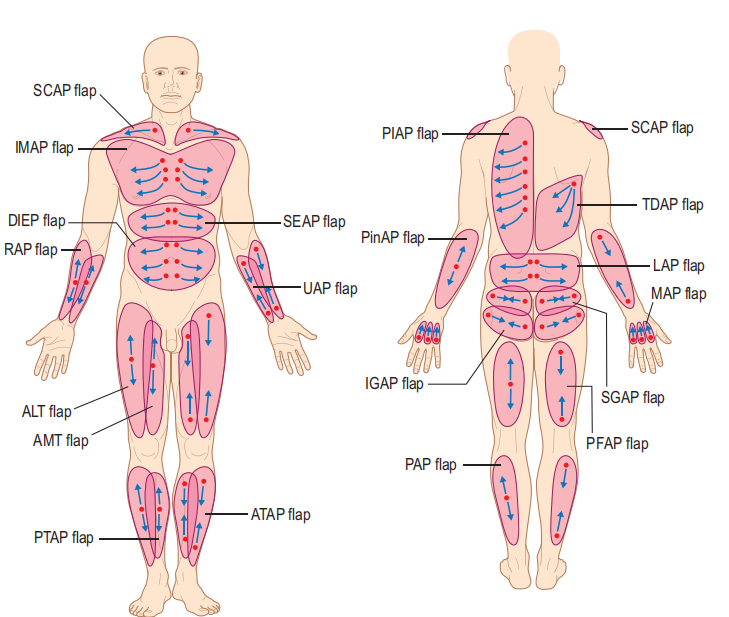 SCAP flap
IMAP flap
DIEP flap
RAP flap
SEAP flap
UAP flap
ALT flap
AMT flap
PTAP flap
ATAP flap
PIAP flap
SCAP flap
TDAP flap
PinAP flap
LAP flap
MAP flap
IGAP flap
SGAP flap
PFAP flap
PAP flap